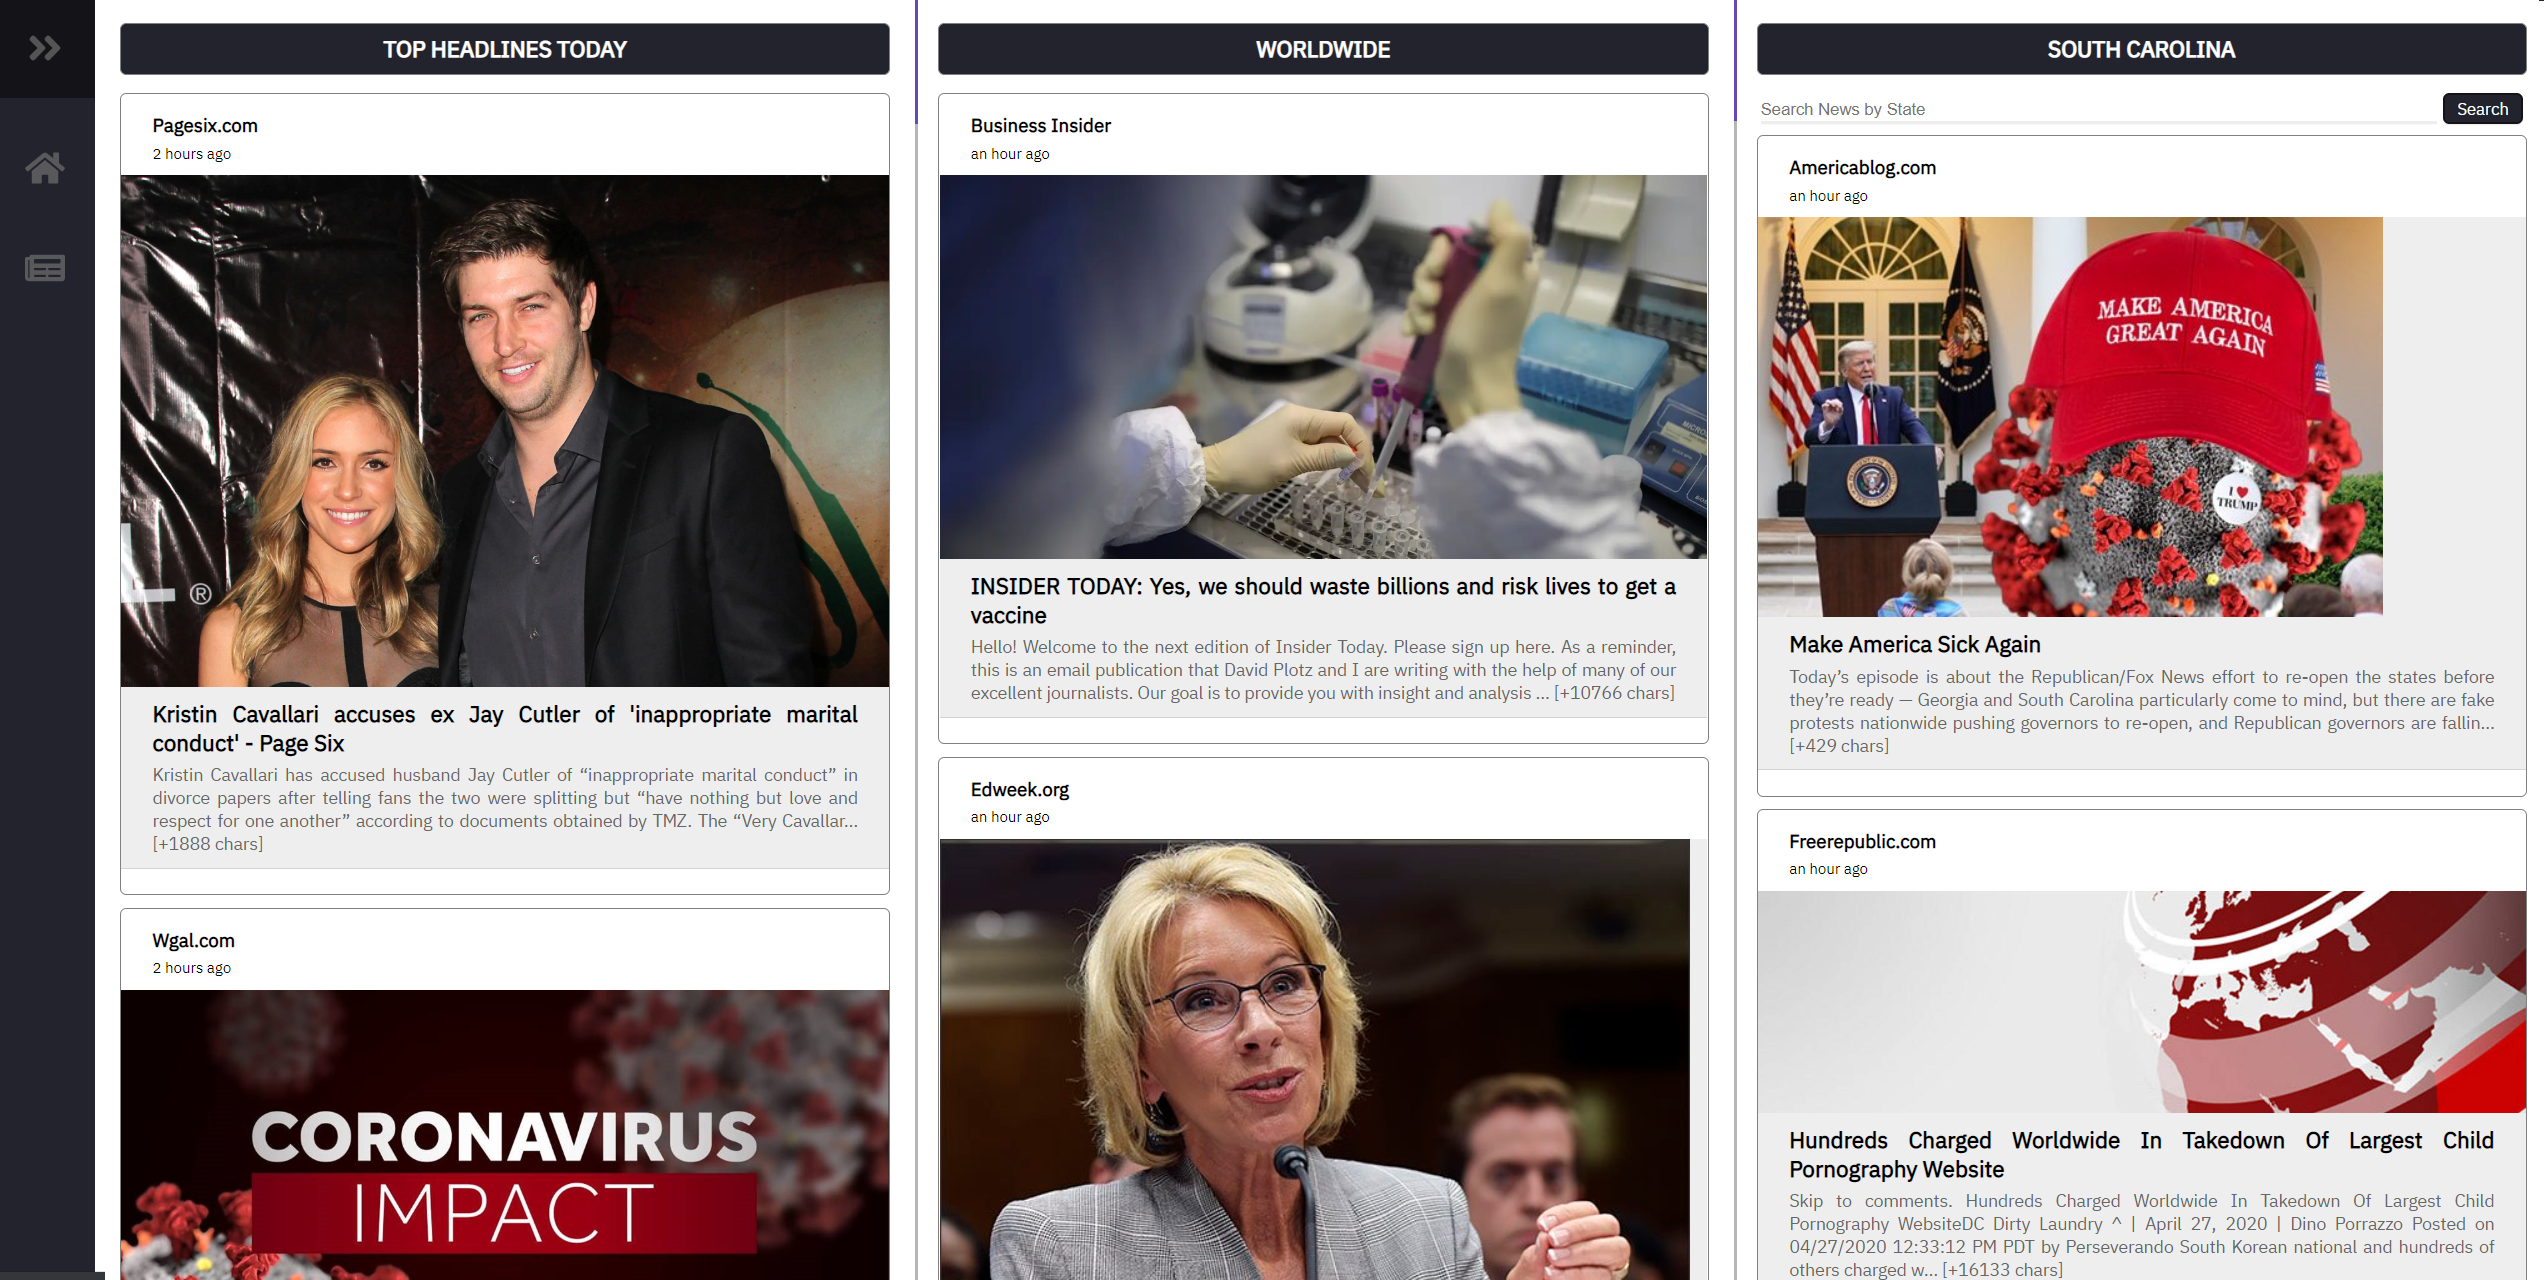 TOP HEADLINES TODAY
Pagesix.com
2 hours ago
®
Kristin Cavallari accuses ex Jay Cutler of 'inappropriate marital
conduct' - Page Six
Kristin Cavallari has accused husband Jay Cutler of “inappropriate marital conduct” in
divorce papers after telling fans the two were splitting but “have nothing but love and
respect for one another” according to documents obtained by TMZ. The “Very Cavallar...
[+1888 chars]
Wgal.com
2 hours ago
CORONAVIRUS
IMPACT
WORLDWIDE
Business Insider
an hour ago
INSIDER TODAY: Yes, we should waste billions and risk lives to get a
vaccine
Hello! Welcome to the next edition of Insider Today. Please sign up here. As a reminder,
this is an email publication that David Plotz and I are writing with the help of many of our
excellent journalists. Our goal is to provide you with insight and analysis ... [+10766 chars]
Edweek.org
an hour ago
SOUTH CAROLINA
Search News by State
Search
Americablog.com
an hour ago
MAKE AMERICA
GREAT AGAIN
I ♥
TRUMP
Make America Sick Again
Today’s episode is about the Republican/Fox News effort to re-open the states before
they’re ready — Georgia and South Carolina particularly come to mind, but there are fake
protests nationwide pushing governors to re-open, and Republican governors are fallin...
[+429 chars]
Freerepublic.com
an hour ago
Hundreds Charged Worldwide In Takedown Of Largest Child
Pornography Website
Skip to comments. Hundreds Charged Worldwide In Takedown Of Largest Child
Pornography WebsiteDC Dirty Laundry ^ | April 27, 2020 | Dino Porrazzo Posted on
04/27/2020 12:33:12 PM PDT by Perseverando South Korean national and hundreds of
others charged w... [+16133 chars]